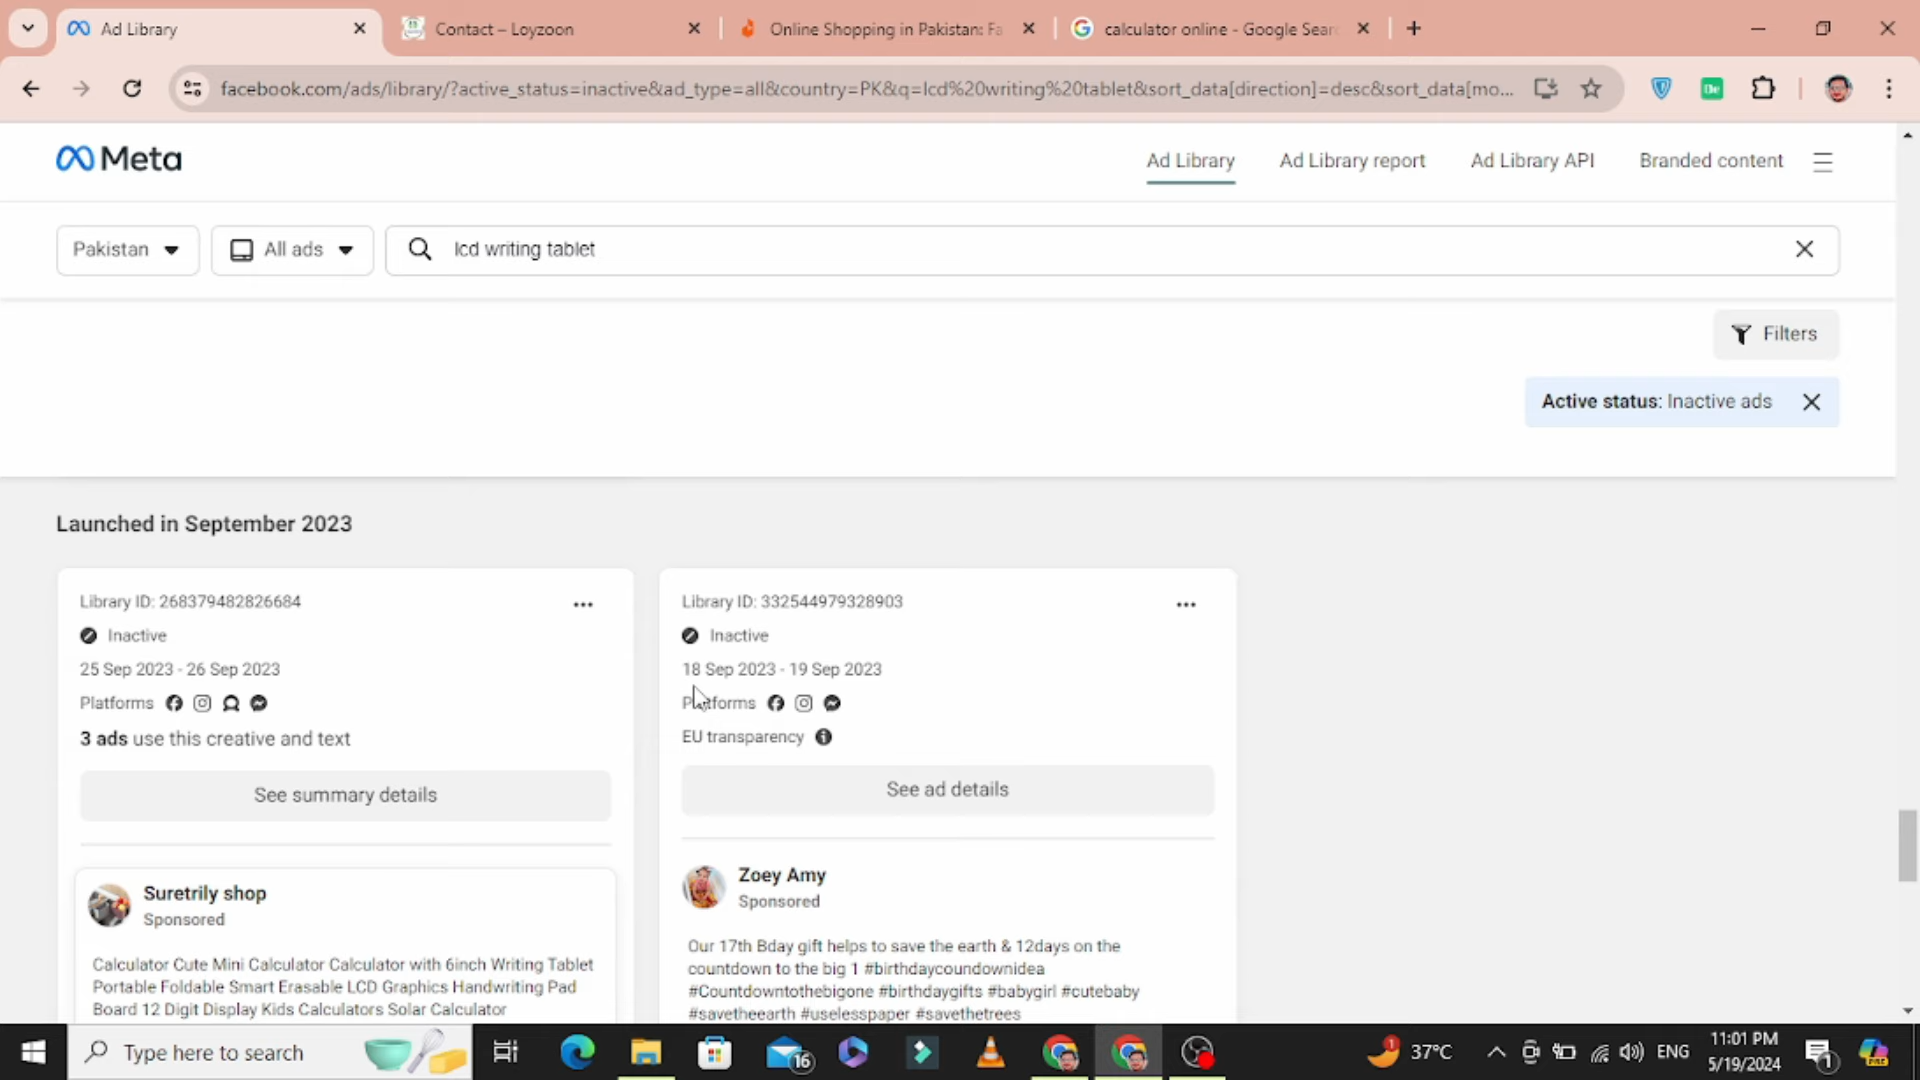 Ad Library
Contact – Loyzoon
Online Shopping in Pakistan: Fa
calculator online - Google Sear
facebook.com/ads/library/?active_status=inactive&ad_type=all&country=PK&q=lcd%20writing%20tablet&sort_data[direction]=desc&sort_data[mo...
De
Meta
Ad Library
Ad Library report
Ad Library API
Branded content
Pakistan
All ads
lcd writing tablet
Filters
Active status: Inactive ads
Launched in September 2023
Library ID: 268379482826684
Inactive
25 Sep 2023 - 26 Sep 2023
Platforms
3 ads use this creative and text
See summary details
Suretrily shop
Sponsored
Calculator Cute Mini Calculator Calculator with 6inch Writing Tablet
Portable Foldable Smart Erasable LCD Graphics Handwriting Pad
Board 12 Digit Display Kids Calculators Solar Calculator
Library ID: 332544979328903
Inactive
18 Sep 2023 - 19 Sep 2023
Platforms
EU transparency
See ad details
Zoey Amy
Sponsored
Our 17th Bday gift helps to save the earth & 12days on the
countdown to the big 1 #birthdaycoundownidea
#Countdowntothebigone #birthdaygifts #babygirl #cutebaby
#savetheearth #uselesspaper #savethetrees
Type here to search
16
1
37°C
ENG
11:01 PM
5/19/2024
1
PRE